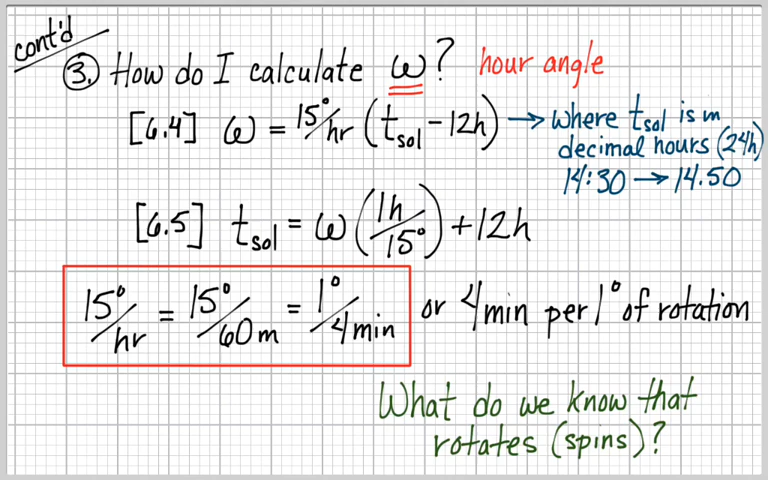 cont'd
3. How do I calculate ω? hour angle
[6.4] ω = 15°/hr (tsol - 12h) → where tsol is in
decimal hours (24h)
14:30 → 14.50
[6.5] tsol = ω (1h/15°) + 12h
15°/hr = 15°/60m = 1°/4min or 4min per 1° of rotation
What do we know that
rotates (spins)?